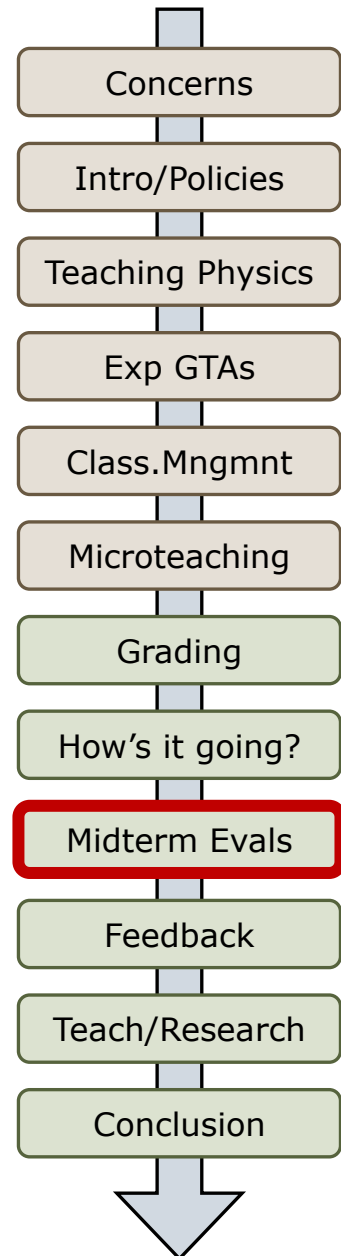 Concerns
Intro/Policies
Teaching Physics
Exp GTAs
Class.Mngmnt
Microteaching
Grading
How’s it going?
Midterm Evals
Feedback
Teach/Research
Conclusion